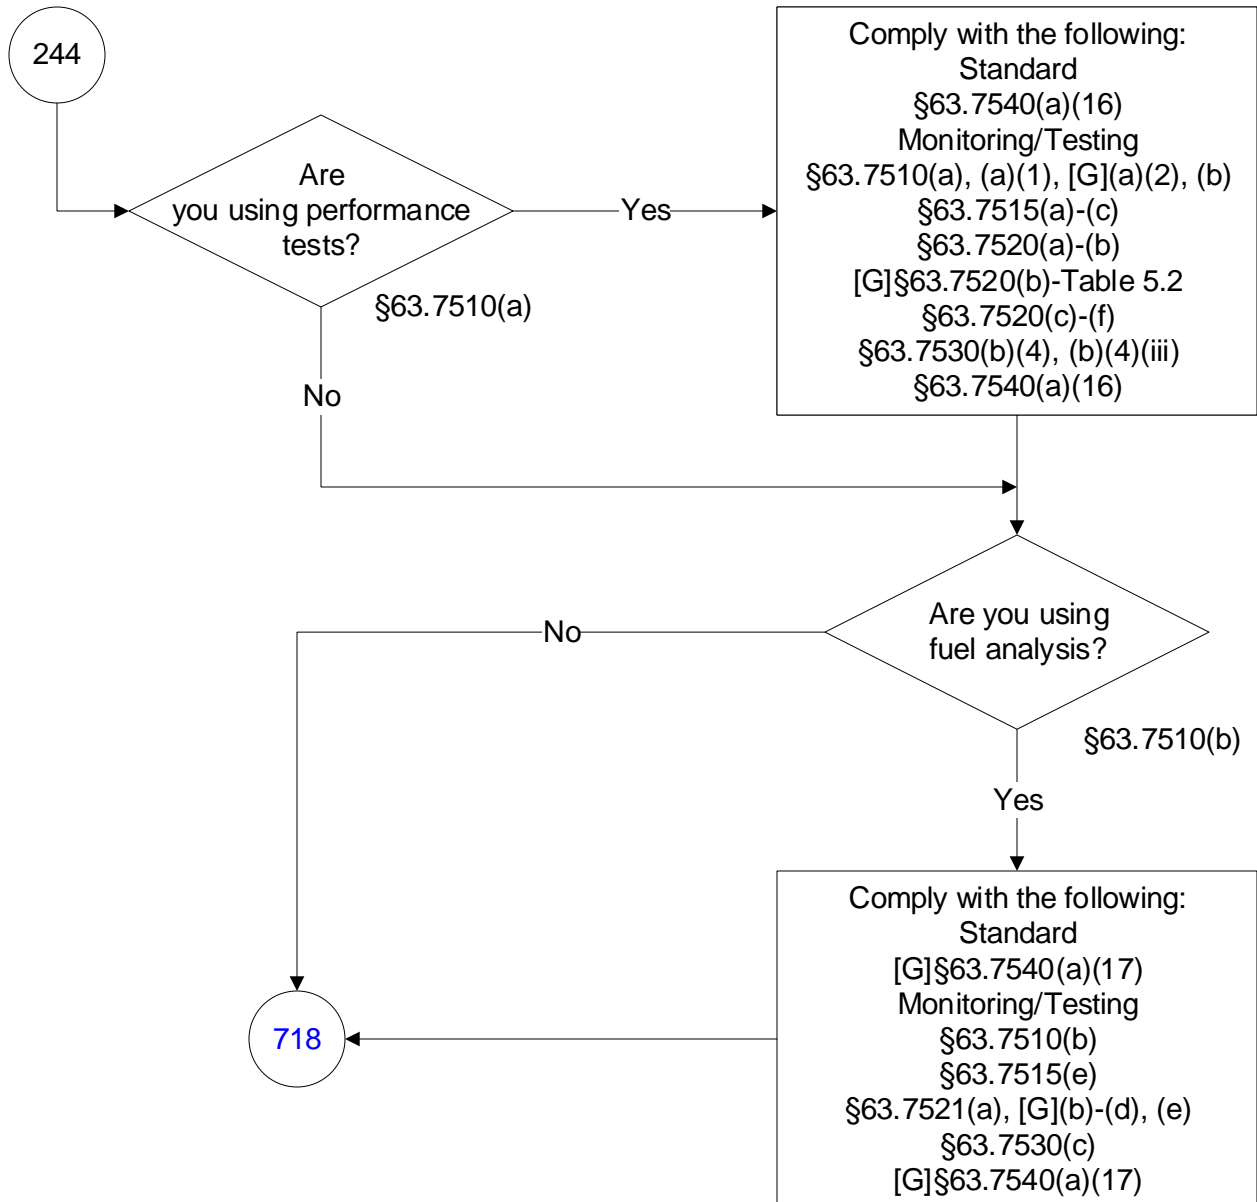 244
Are
you using performance
tests?
§63.7510(a)
Yes
No
Comply with the following:
Standard
§63.7540(a)(16)
Monitoring/Testing
§63.7510(a), (a)(1), [G](a)(2), (b)
§63.7515(a)-(c)
§63.7520(a)-(b)
[G]§63.7520(b)-Table 5.2
§63.7520(c)-(f)
§63.7530(b)(4), (b)(4)(iii)
§63.7540(a)(16)
Are you using
fuel analysis?
§63.7510(b)
No
Yes
Comply with the following:
Standard
[G]§63.7540(a)(17)
Monitoring/Testing
§63.7510(b)
§63.7515(e)
§63.7521(a), [G](b)-(d), (e)
§63.7530(c)
[G]§63.7540(a)(17)
718